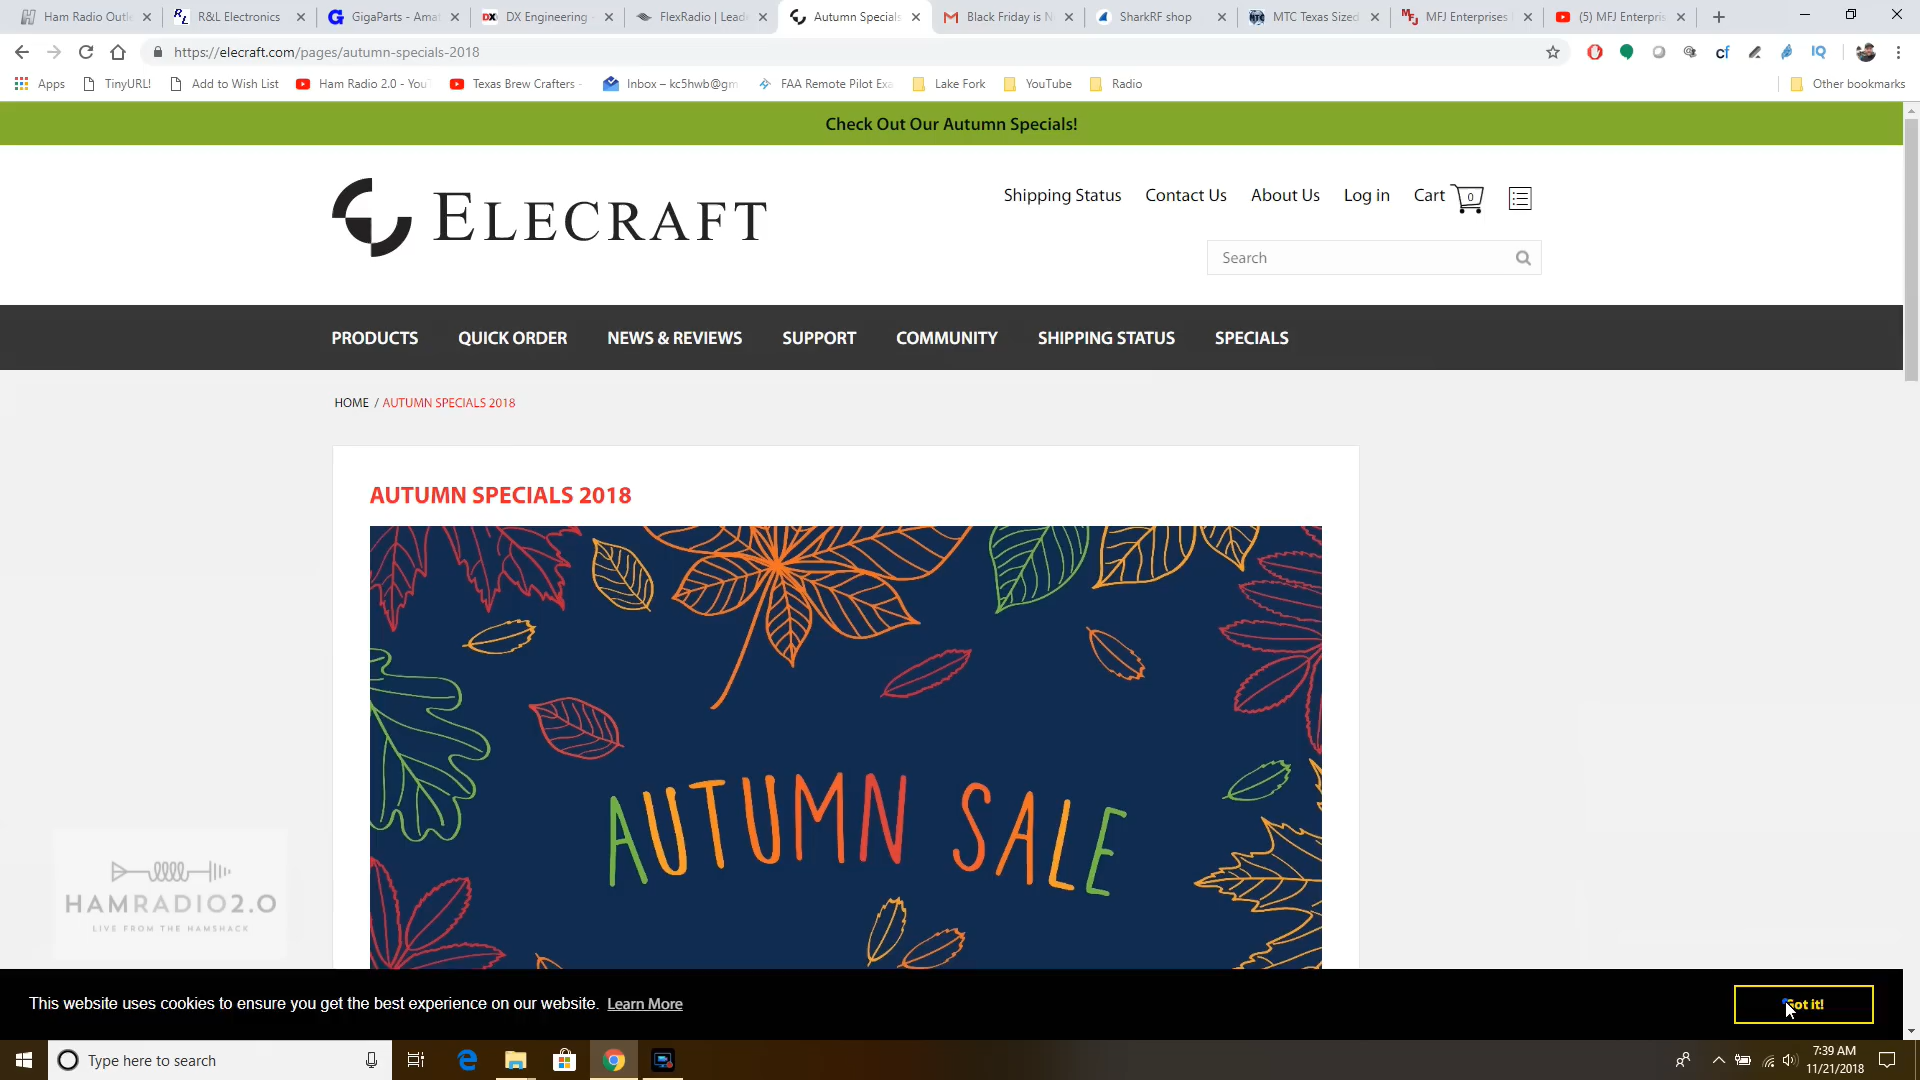 Ham Radio Outl
R&L Electronics
GigaParts - Amat
DX Engineering -
FlexRadio | Lead
Autumn Specials
Black Friday is N
SharkRF shop
MTC Texas Sized
MFJ Enterprises
(5) MFJ Enterpris
https://elecraft.com/pages/autumn-specials-2018
Apps
TinyURL!
Add to Wish List
Ham Radio 2.0 - You
Texas Brew Crafters -
Inbox – kc5hwb@gm
FAA Remote Pilot Exa
Lake Fork
YouTube
Radio
Other bookmarks
Check Out Our Autumn Specials!
ELECRAFT
Shipping Status
Contact Us
About Us
Log in
Cart
0
Search
PRODUCTS
QUICK ORDER
NEWS & REVIEWS
SUPPORT
COMMUNITY
SHIPPING STATUS
SPECIALS
HOME / AUTUMN SPECIALS 2018
AUTUMN SPECIALS 2018
AUTUMN SALE
HAMRADIO2.0
LIVE FROM THE HAMSHACK
This website uses cookies to ensure you get the best experience on our website. Learn More
Got it!
Type here to search
7:39 AM
11/21/2018